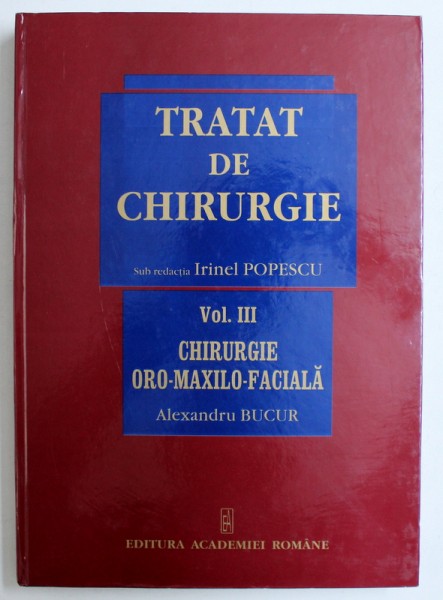 TRATAT
DE
CHIRURGIE
Sub redacția Irinel POPESCU
Vol. III
CHIRURGIE
ORO-MAXILO-FACIALĂ
Alexandru BUCUR
EDITURA ACADEMIEI ROMÂNE